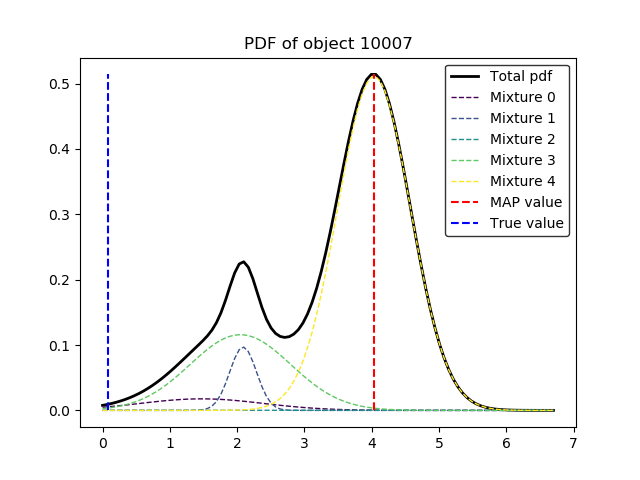 PDF of object 10007
Total pdf
Mixture 0
Mixture 1
Mixture 2
Mixture 3
Mixture 4
MAP value
True value
0.5
0.4
0.3
0.2
0.1
0.0
0 1 2 3 4 5 6 7